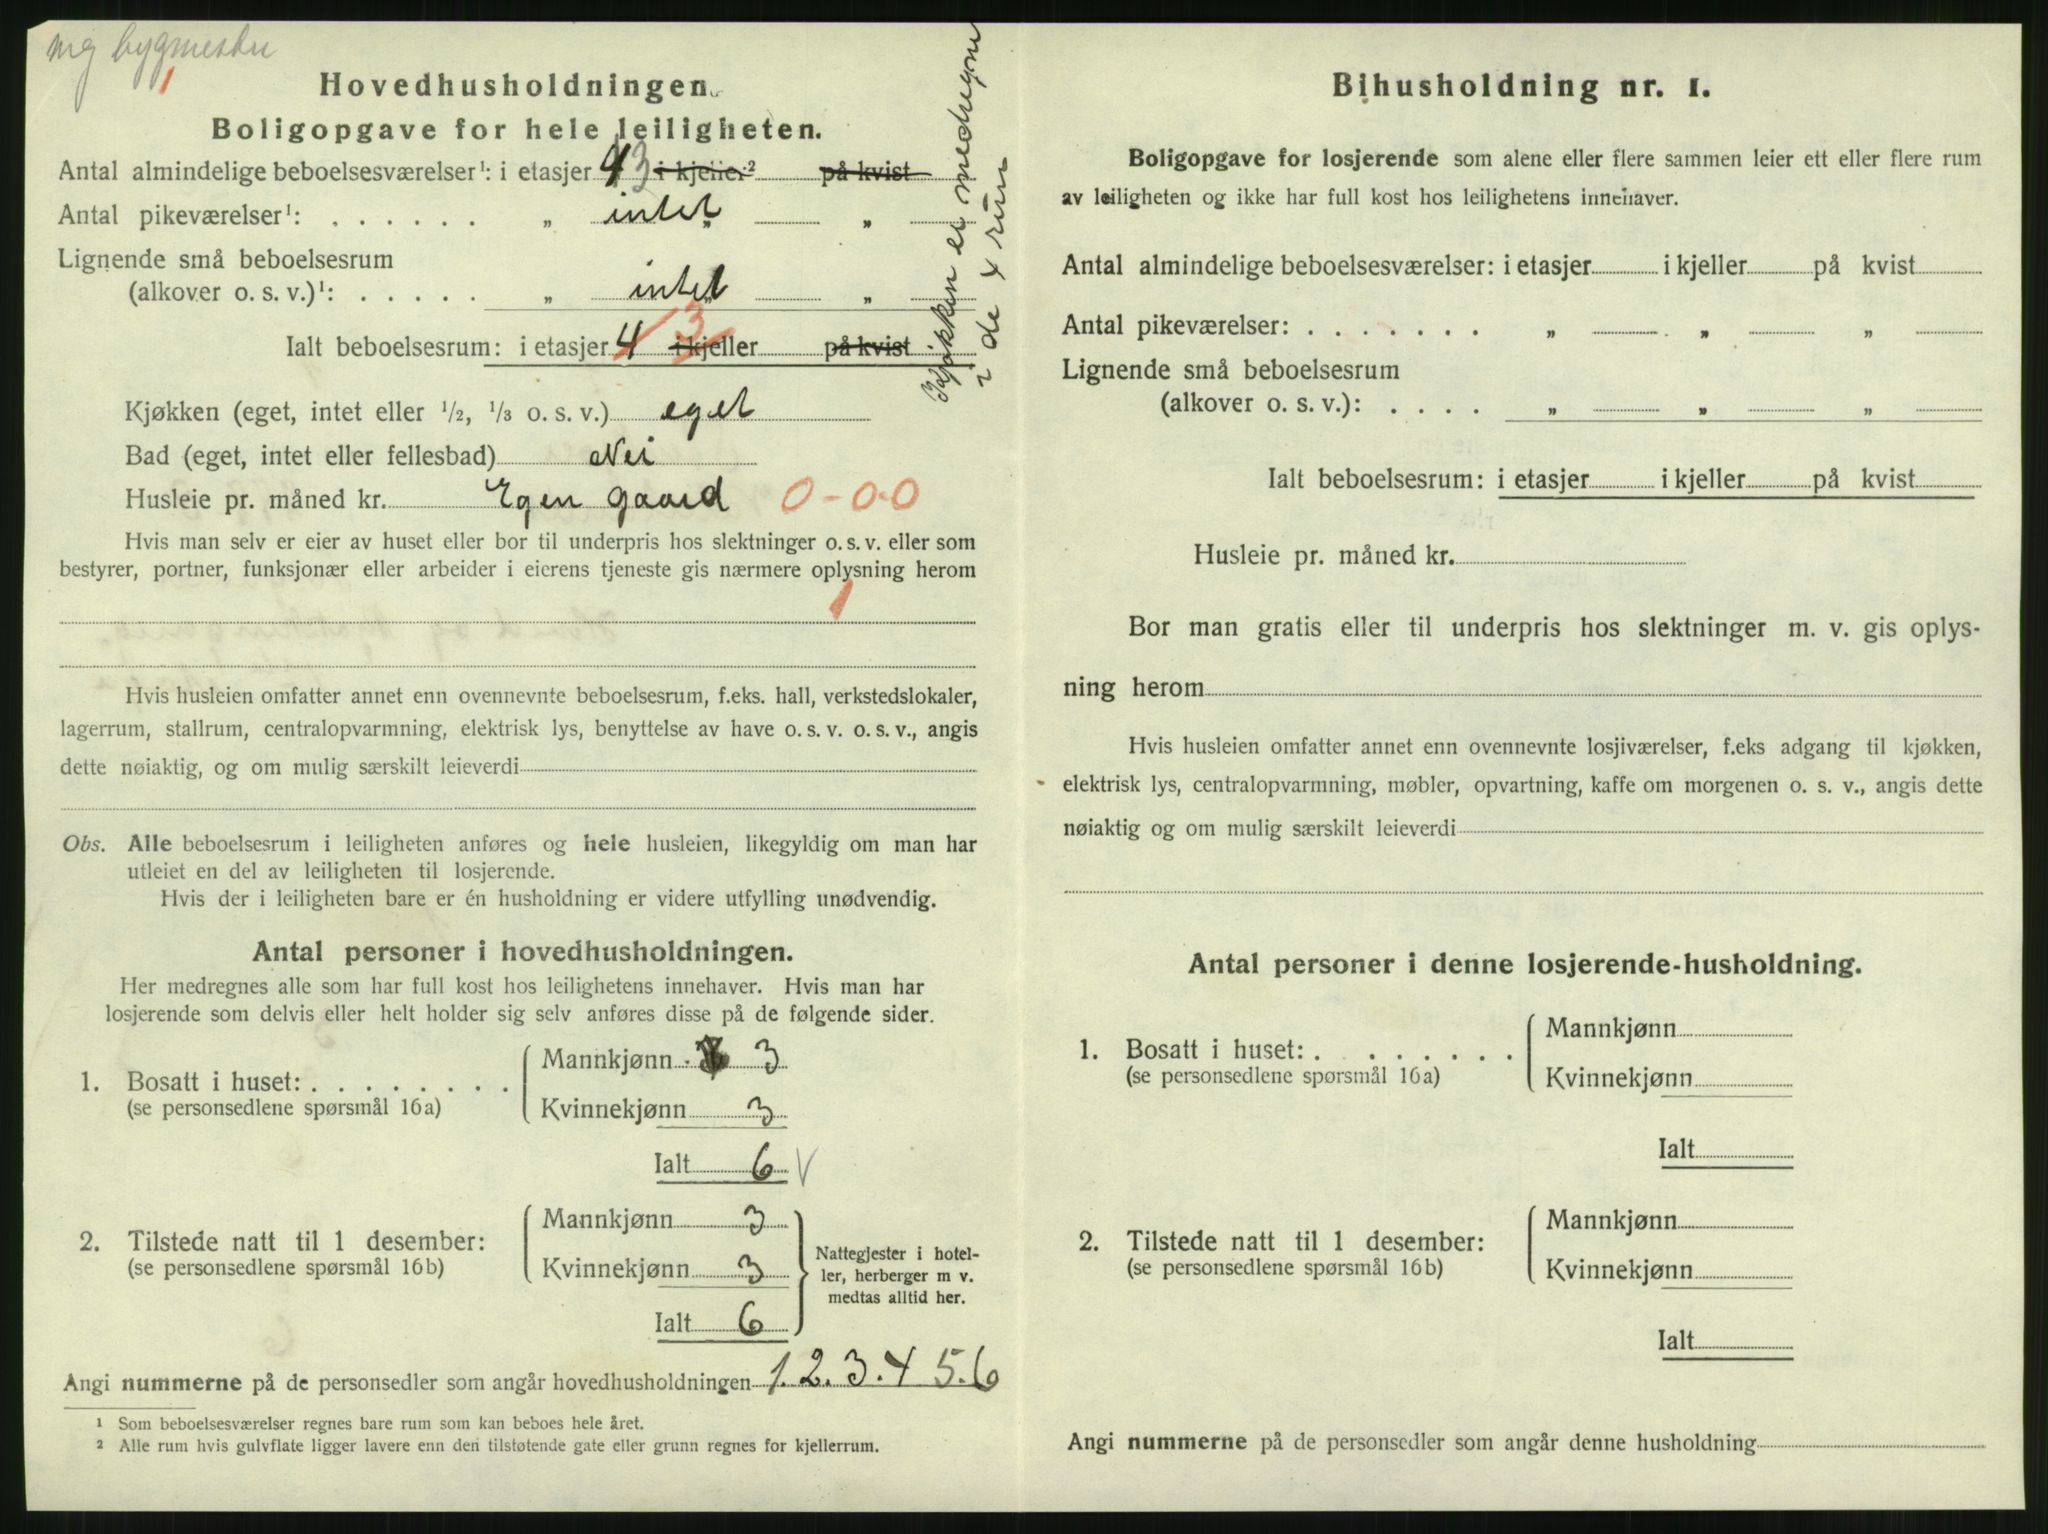 mg bygmester
1
Hovedhusholdningen.
Boligopgave for hele leiligheten.
Antal almindelige beboelsesværelser¹: i etasjer 4 3 i kjeller² på kvist
Antal pikeværelser¹: . . . . . . „ intet „ „
Lignende små beboelsesrum
(alkover o. s. v.)¹: . . . . . „ intet „ „
Ialt beboelsesrum: i etasjer 4 3 i kjeller på kvist
Kjøkken er medregnet
i de 4 rum
Kjøkken (eget, intet eller ½, ⅓ o. s. v.) eget
Bad (eget, intet eller fellesbad) Nei
Husleie pr. måned kr. Egen gaard 0-0-0
Hvis man selv er eier av huset eller bor til underpris hos slektninger o. s. v. eller som
bestyrer, portner, funksjonær eller arbeider i eierens tjeneste gis nærmere oplysning herom
1
Hvis husleien omfatter annet enn ovennevnte beboelsesrum, f.eks. hall, verkstedslokaler,
lagerrum, stallrum, centralopvarmning, elektrisk lys, benyttelse av have o. s. v. o. s. v., angis
dette nøiaktig, og om mulig særskilt leieverdi
Obs. Alle beboelsesrum i leiligheten anføres og hele husleien, likegyldig om man har
utleiet en del av leiligheten til losjerende.
Hvis der i leiligheten bare er én husholdning er videre utfylling unødvendig.
Antal personer i hovedhusholdningen.
Her medregnes alle som har full kost hos leilighetens innehaver. Hvis man har
losjerende som delvis eller helt holder sig selv anføres disse på de følgende sider.
1. Bosatt i huset: . . . . . . . . Mannkjønn 3
(se personsedlene spørsmål 16a) Kvinnekjønn 3
Ialt 6 V
2. Tilstede natt til 1 desember: Mannkjønn 3
(se personsedlene spørsmål 16b) Kvinnekjønn 3
Ialt 6
Nattegjester i hotel-
ler, herberger m v.
medtas alltid her.
Angi nummerne på de personsedler som angår hovedhusholdningen 1.2.3.4 5.6
¹ Som beboelsesværelser regnes bare rum som kan beboes hele året.
² Alle rum hvis gulvflate ligger lavere enn den tilstøtende gate eller grunn regnes for kjellerrum.
Bihusholdning nr. 1.
Boligopgave for losjerende som alene eller flere sammen leier ett eller flere rum
av leiligheten og ikke har full kost hos leilighetens innehaver.
Antal almindelige beboelsesværelser: i etasjer i kjeller på kvist
Antal pikeværelser: . . . . . . . „ „ „
Lignende små beboelsesrum
(alkover o. s. v.): . . . . „ „ „
Ialt beboelsesrum: i etasjer i kjeller på kvist
Husleie pr. måned kr.
Bor man gratis eller til underpris hos slektninger m. v. gis oplys-
ning herom
Hvis husleien omfatter annet enn ovennevnte losjiværelser, f.eks adgang til kjøkken,
elektrisk lys, centralopvarmning, møbler, opvartning, kaffe om morgenen o. s. v., angis dette
nøiaktig og om mulig særskilt leieverdi
Antal personer i denne losjerende-husholdning.
1. Bosatt i huset: . . . . . . . . Mannkjønn
(se personsedlene spørsmål 16a) Kvinnekjønn
Ialt
2. Tilstede natt til 1 desember: Mannkjønn
(se personsedlene spørsmål 16b) Kvinnekjønn
Ialt
Angi nummerne på de personsedler som angår denne husholdning